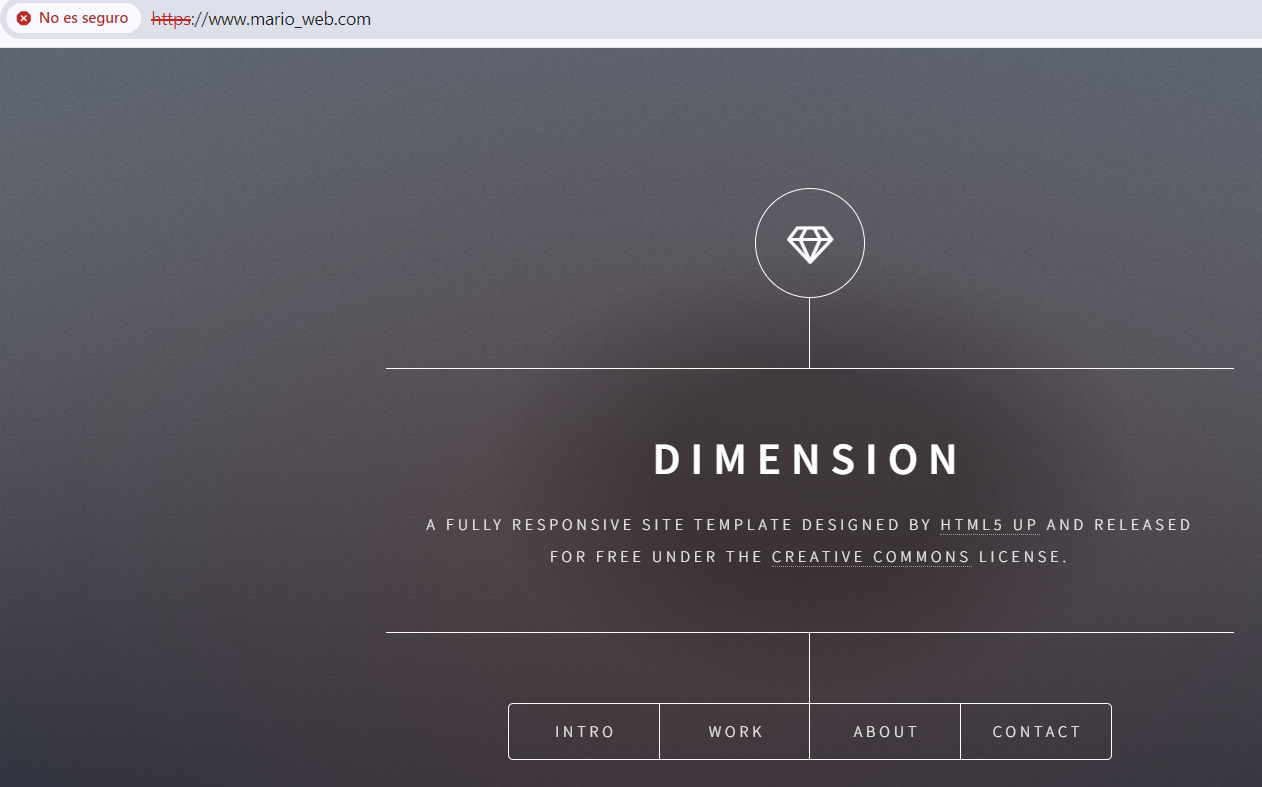 No es seguro https://www.mario_web.com
DIMENSION
A FULLY RESPONSIVE SITE TEMPLATE DESIGNED BY HTML5 UP AND RELEASED
FOR FREE UNDER THE CREATIVE COMMONS LICENSE.
INTRO WORK ABOUT CONTACT